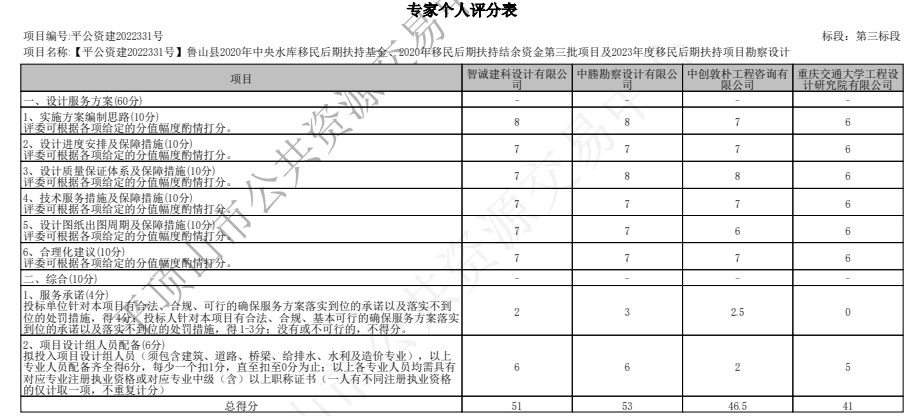 专家个人评分表
项目编号:平公资建2022331号 标段：第三标段
项目名称:【平公资建2022331号】鲁山县2020年中央水库移民后期扶持基金、2020年移民后期扶持结余资金第三批项目及2023年度移民后期扶持项目勘察设计
项目 智诚建科设计有限公司 中塍勘察设计有限公司 中创敦朴工程咨询有限公司 重庆交通大学工程设计研究院有限公司
一、设计服务方案(60分) - - - -
1、实施方案编制思路(10分)
评委可根据各项给定的分值幅度酌情打分。 8 8 7 6
2、设计进度安排及保障措施(10分)
评委可根据各项给定的分值幅度酌情打分。 7 7 7 6
3、设计质量保证体系及保障措施(10分)
评委可根据各项给定的分值幅度酌情打分。 7 8 8 6
4、技术服务措施及保障措施(10分)
评委可根据各项给定的分值幅度酌情打分。 7 7 7 6
5、设计图纸出图周期及保障措施(10分)
评委可根据各项给定的分值幅度酌情打分。 7 7 6 6
6、合理化建议(10分)
评委可根据各项给定的分值幅度酌情打分。 7 7 7 6
二、综合(10分) - - - -
1、服务承诺(4分)
投标单位针对本项目有合法、合规、可行的确保服务方案落实到位的承诺以及落实不到
位的处罚措施，得4分；投标人针对本项目有合法、合规、基本可行的确保服务方案落
实到位的承诺以及落实不到位的处罚措施，得1-3分；没有或不可行的，不得分。 2 3 2.5 0
2、项目设计组人员配备(6分)
拟投入项目设计组人员（须包含建筑、道路、桥梁、给排水、水利及造价专业），以上
专业人员配备齐全得6分，每少一个扣1分，直至扣至0分为止；以上各专业人员均需具有
对应专业注册执业资格或对应专业中级（含）以上职称证书（一人有不同注册执业资格
的仅计取一项，不重复计分） 6 6 2 5
总得分 51 53 46.5 41
平顶山市公共资源交易中
平顶山市公共资源交易中